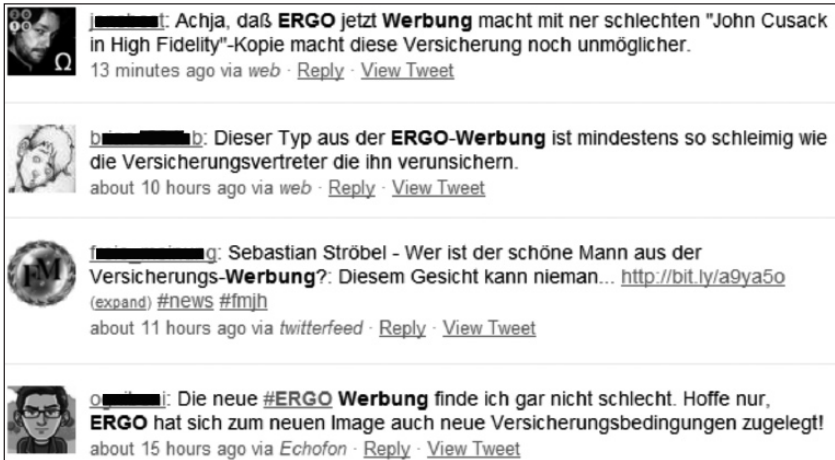 : Achja, daß ERGO jetzt Werbung macht mit ner schlechten "John Cusack
in High Fidelity"-Kopie macht diese Versicherung noch unmöglicher.
13 minutes ago via web · Reply · View Tweet
b b: Dieser Typ aus der ERGO-Werbung ist mindestens so schleimig wie
die Versicherungsvertreter die ihn verunsichern.
about 10 hours ago via web · Reply · View Tweet
f g: Sebastian Ströbel - Wer ist der schöne Mann aus der
Versicherungs-Werbung?: Diesem Gesicht kann nieman... http://bit.ly/a9ya5o
(expand) #news #fmjh
about 11 hours ago via twitterfeed · Reply · View Tweet
o i: Die neue #ERGO Werbung finde ich gar nicht schlecht. Hoffe nur,
ERGO hat sich zum neuen Image auch neue Versicherungsbedingungen zugelegt!
about 15 hours ago via Echofon · Reply · View Tweet